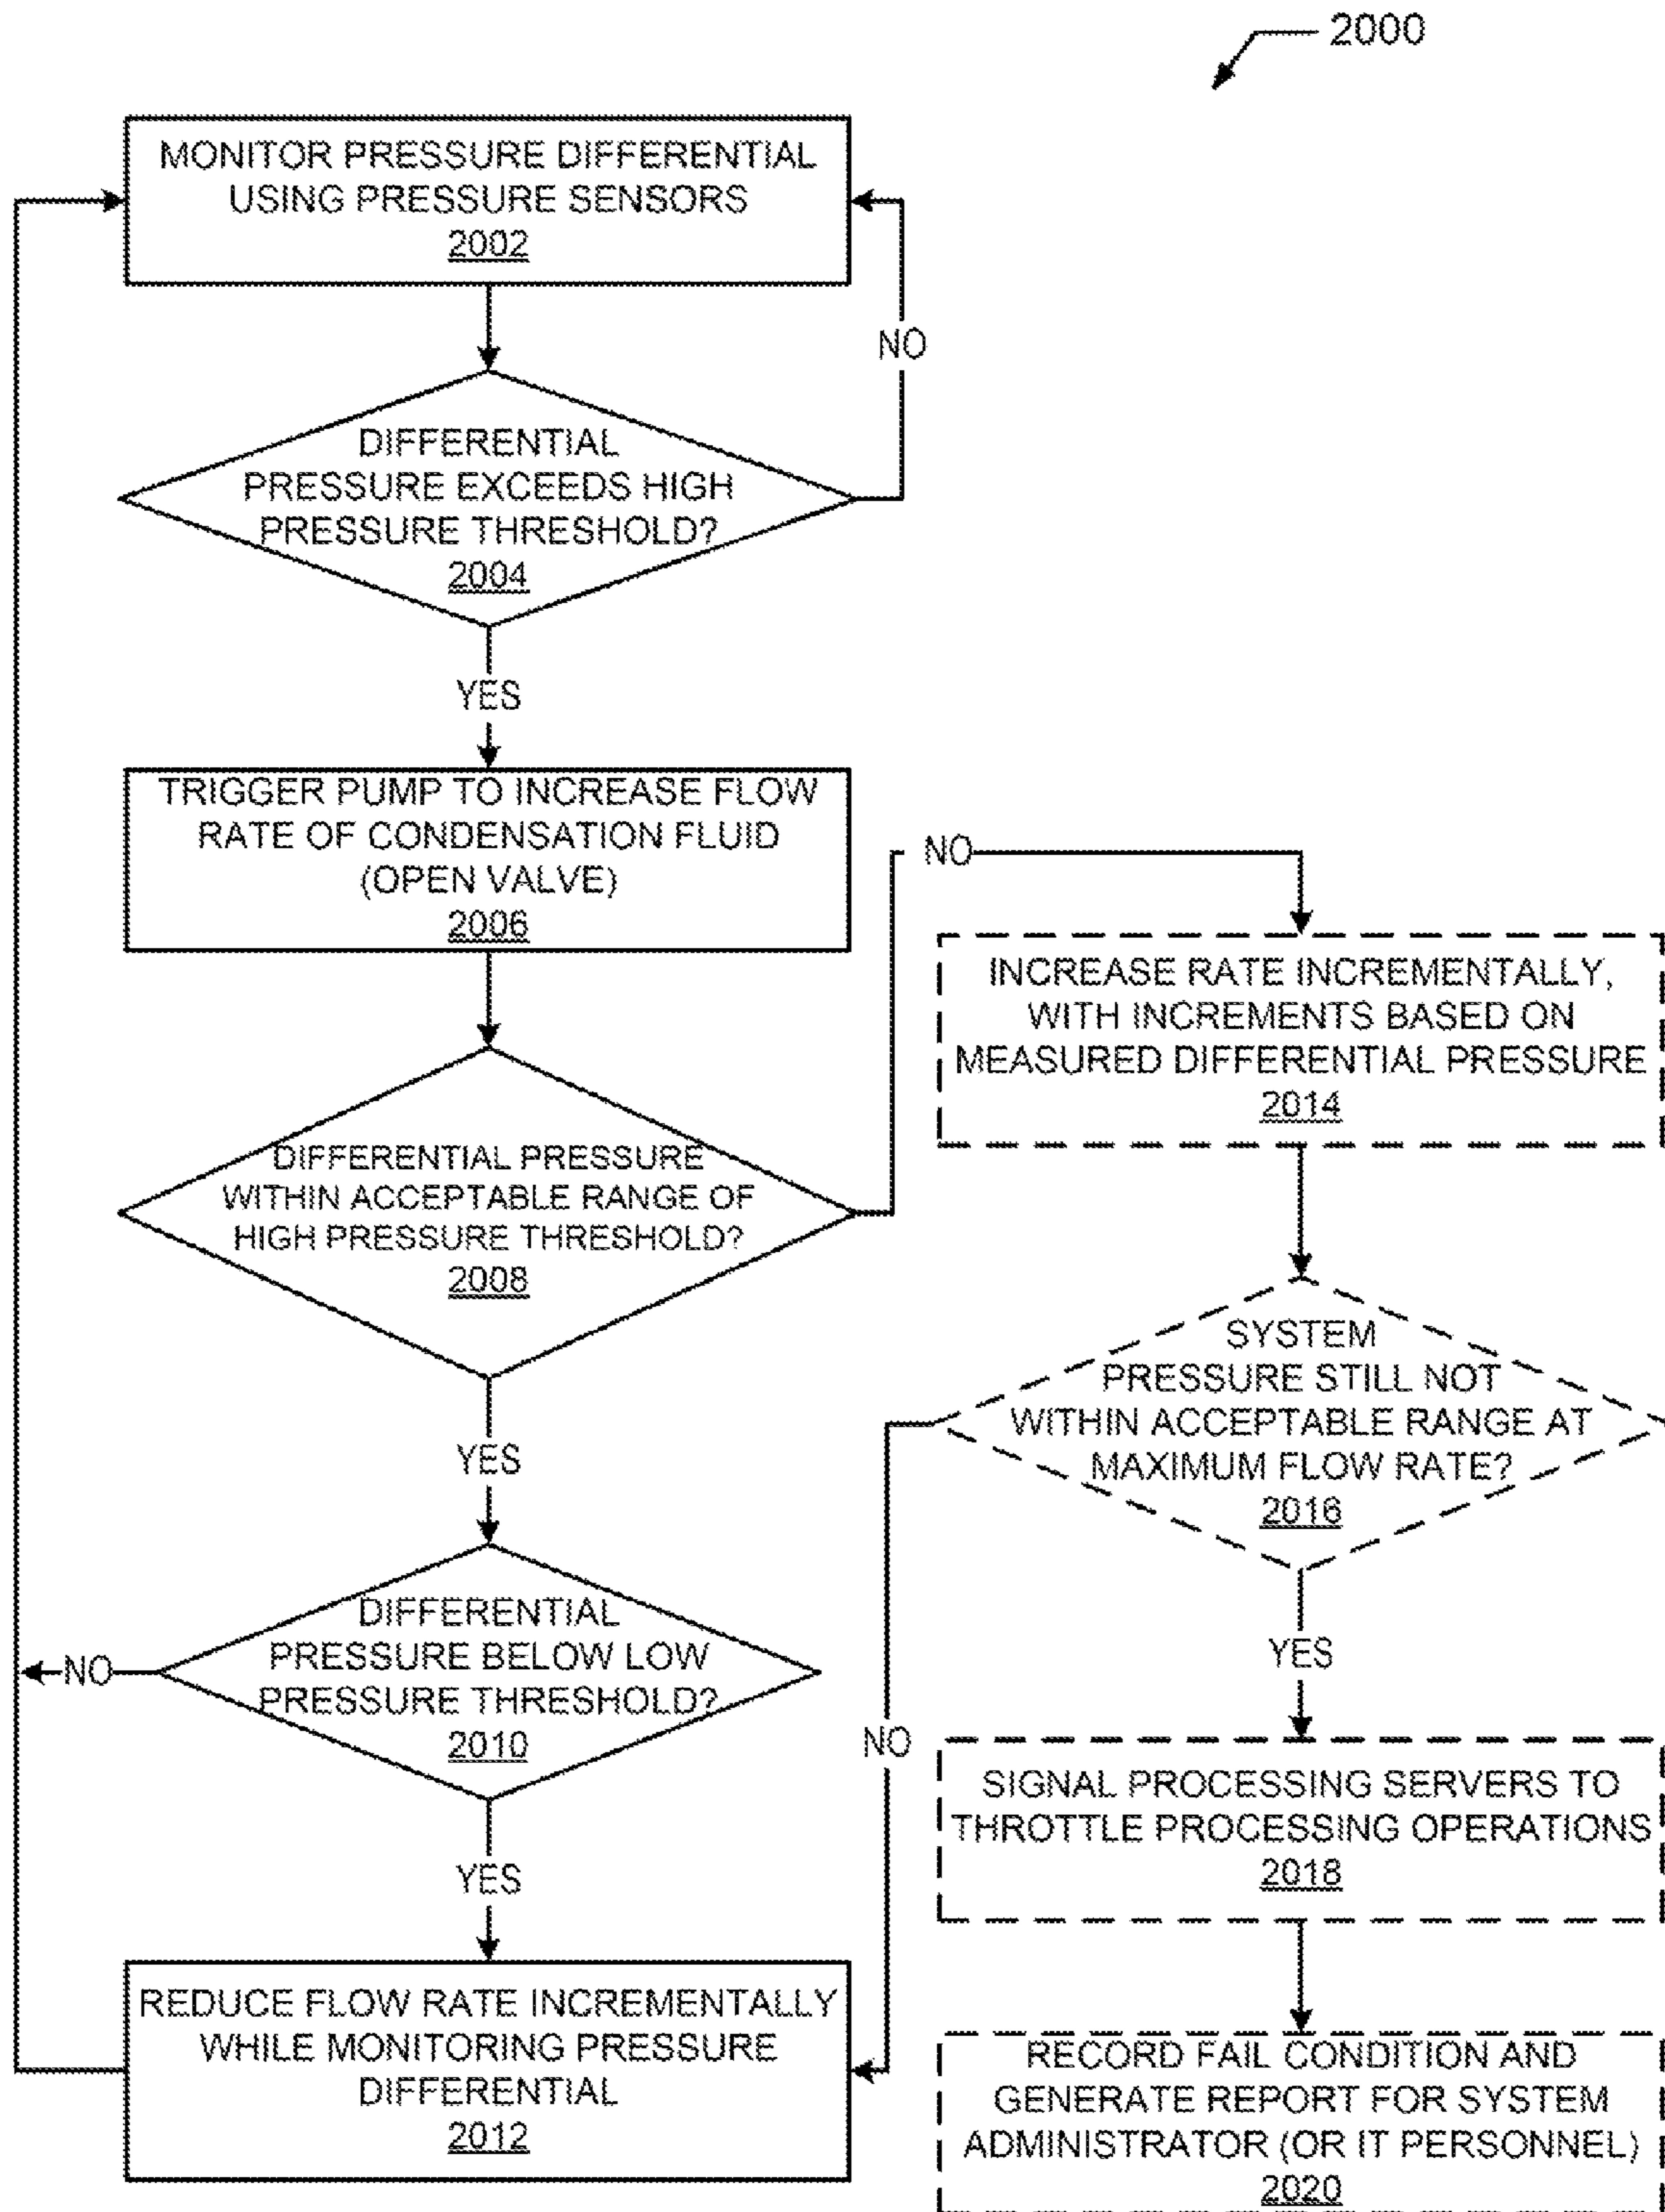 2000
MONITOR PRESSURE DIFFERENTIAL
USING PRESSURE SENSORS
2002
NO
DIFFERENTIAL
PRESSURE EXCEEDS HIGH
PRESSURE THRESHOLD?
2004
YES
TRIGGER PUMP TO INCREASE FLOW
RATE OF CONDENSATION FLUID
(OPEN VALVE)
2006
NO
DIFFERENTIAL PRESSURE
WITHIN ACCEPTABLE RANGE OF
HIGH PRESSURE THRESHOLD?
2008
YES
DIFFERENTIAL
PRESSURE BELOW LOW
PRESSURE THRESHOLD?
2010
NO
YES
REDUCE FLOW RATE INCREMENTALLY
WHILE MONITORING PRESSURE
DIFFERENTIAL
2012
INCREASE RATE INCREMENTALLY,
WITH INCREMENTS BASED ON
MEASURED DIFFERENTIAL PRESSURE
2014
SYSTEM
PRESSURE STILL NOT
WITHIN ACCEPTABLE RANGE AT
MAXIMUM FLOW RATE?
2016
NO
YES
SIGNAL PROCESSING SERVERS TO
THROTTLE PROCESSING OPERATIONS
2018
RECORD FAIL CONDITION AND
GENERATE REPORT FOR SYSTEM
ADMINISTRATOR (OR IT PERSONNEL)
2020